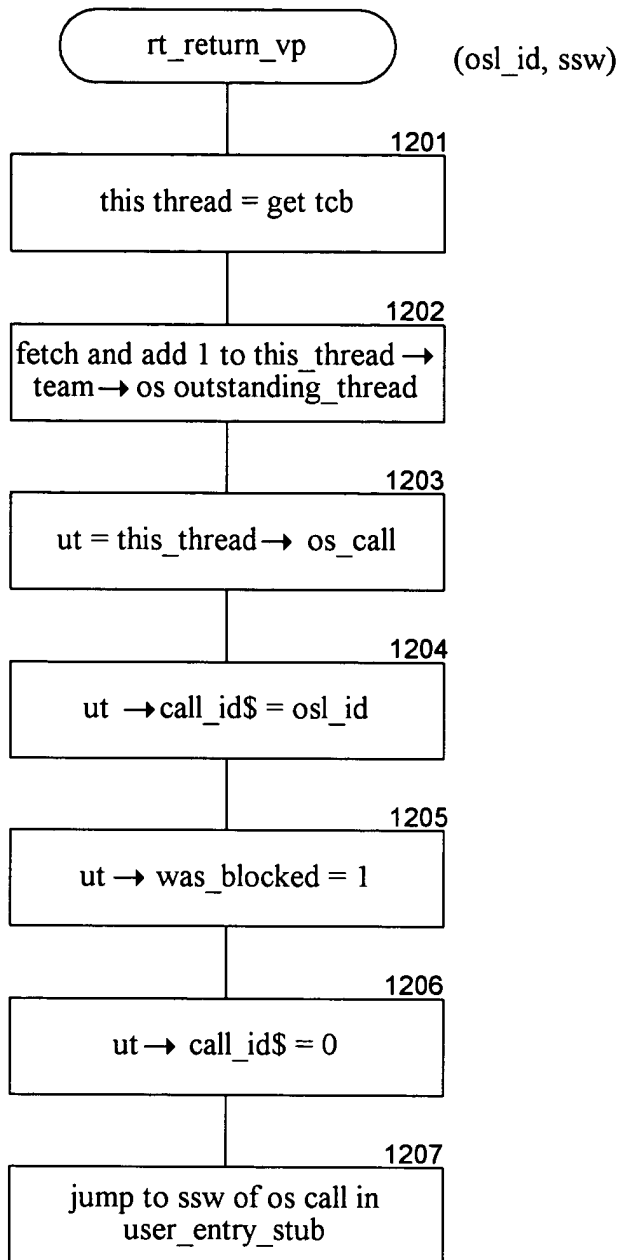 rt_return_vp
(osl_id, ssw)
1201
this thread = get tcb
1202
fetch and add 1 to this_thread →
team → os outstanding_thread
1203
ut = this_thread → os_call
1204
ut → call_id$ = osl_id
1205
ut → was_blocked = 1
1206
ut → call_id$ = 0
1207
jump to ssw of os call in
user_entry_stub